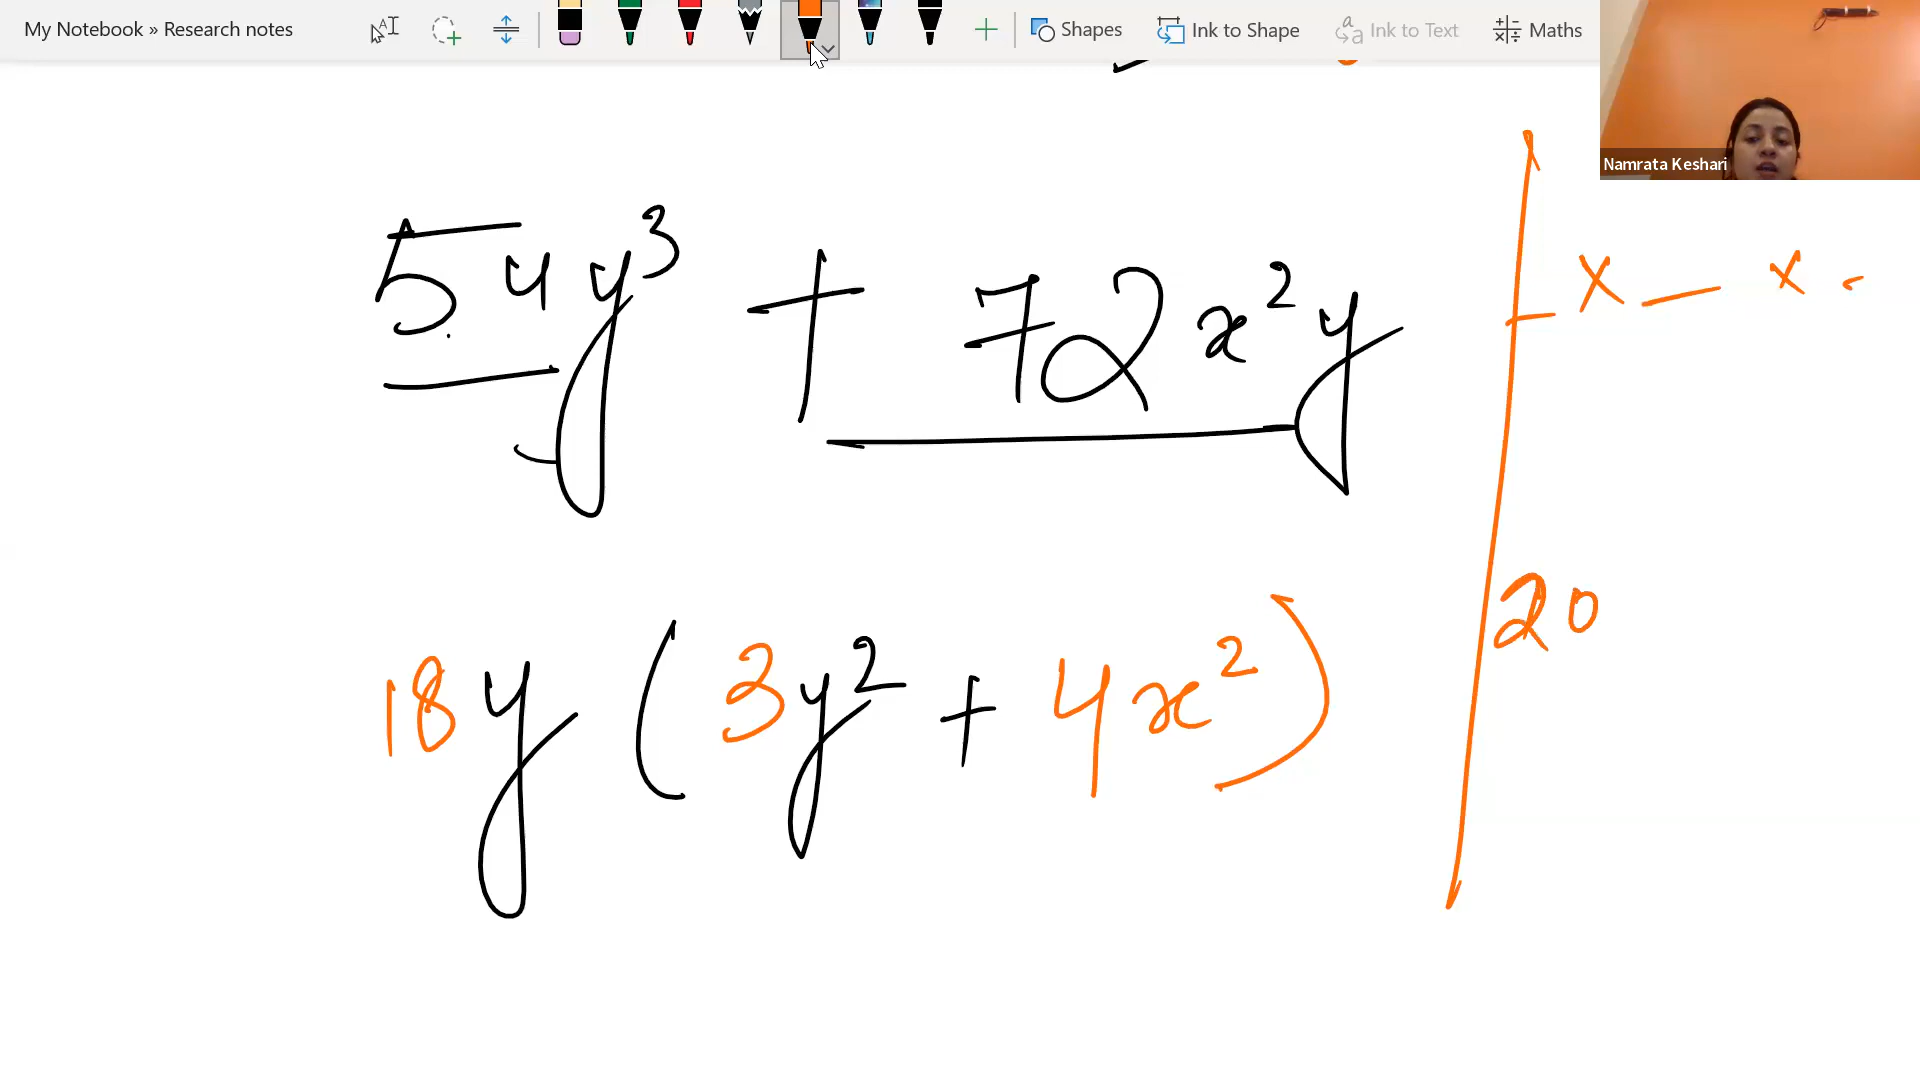 My Notebook » Research notes
Shapes Ink to Shape Ink to Text Maths
Namrata Keshari
54y³ + 72x²y
_ x _ x
20
18y (3y² + 4x²)